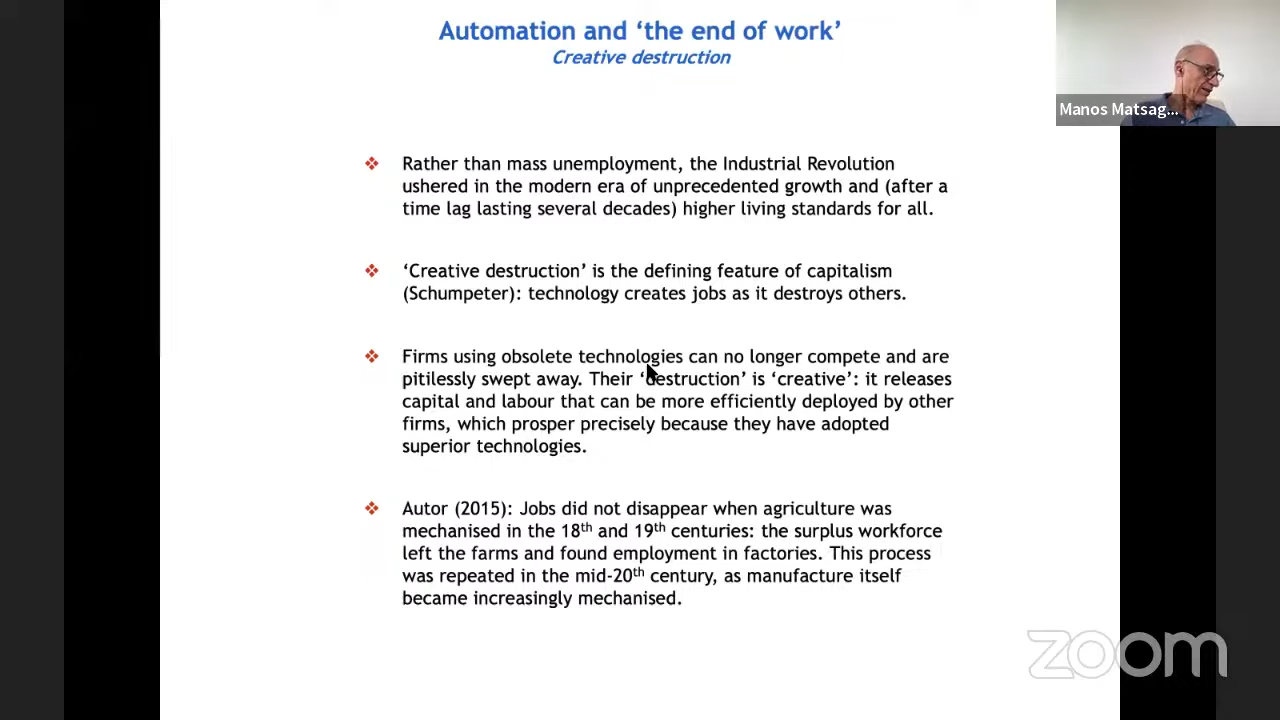 Automation and ‘the end of work’
Creative destruction
Manos Matsag...
❖ Rather than mass unemployment, the Industrial Revolution
ushered in the modern era of unprecedented growth and (after a
time lag lasting several decades) higher living standards for all.
❖ ‘Creative destruction’ is the defining feature of capitalism
(Schumpeter): technology creates jobs as it destroys others.
❖ Firms using obsolete technologies can no longer compete and are
pitilessly swept away. Their ‘destruction’ is ‘creative’: it releases
capital and labour that can be more efficiently deployed by other
firms, which prosper precisely because they have adopted
superior technologies.
❖ Autor (2015): Jobs did not disappear when agriculture was
mechanised in the 18th and 19th centuries: the surplus workforce
left the farms and found employment in factories. This process
was repeated in the mid-20th century, as manufacture itself
became increasingly mechanised.
zoom